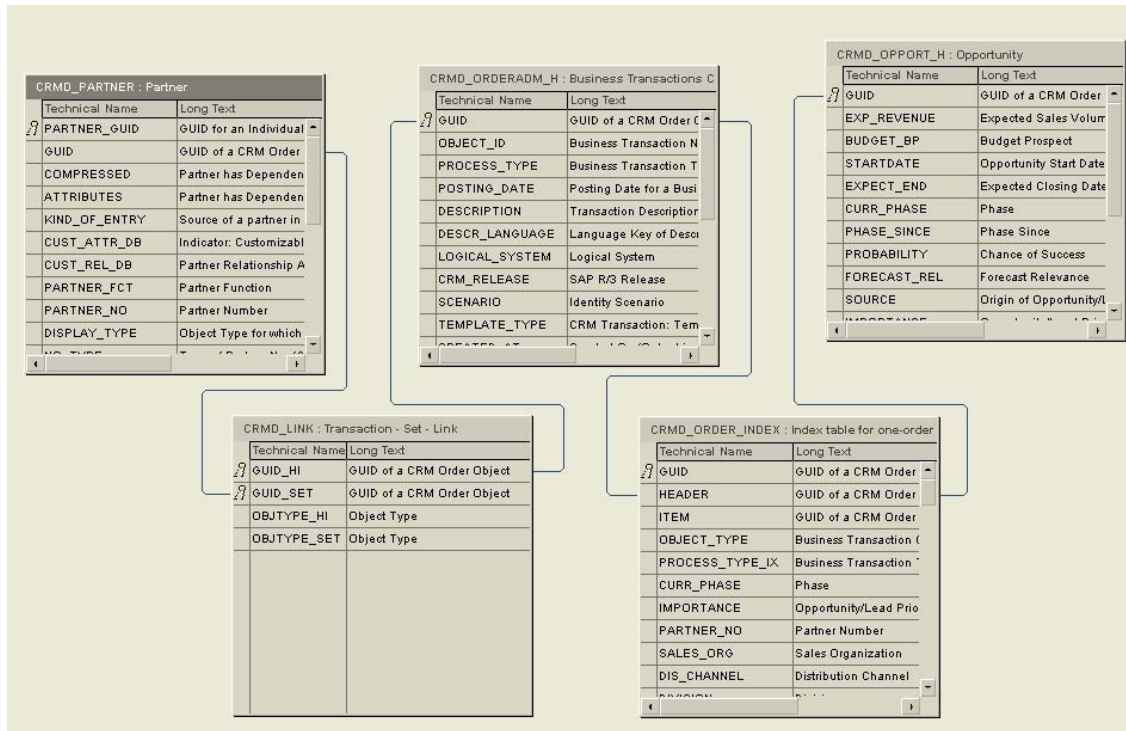 CRMD_PARTNER : Partner
Technical Name Long Text
PARTNER_GUID GUID for an Individual
GUID GUID of a CRM Order
COMPRESSED Partner has Dependen
ATTRIBUTES Partner has Dependen
KIND_OF_ENTRY Source of a partner in
CUST_ATTR_DB Indicator: Customizabl
CUST_REL_DB Partner Relationship A
PARTNER_FCT Partner Function
PARTNER_NO Partner Number
DISPLAY_TYPE Object Type for which
CRMD_ORDERADM_H : Business Transactions C
Technical Name Long Text
GUID GUID of a CRM Order O
OBJECT_ID Business Transaction N
PROCESS_TYPE Business Transaction T
POSTING_DATE Posting Date for a Busi
DESCRIPTION Transaction Description
DESCR_LANGUAGE Language Key of Descr
LOGICAL_SYSTEM Logical System
CRM_RELEASE SAP R/3 Release
SCENARIO Identity Scenario
TEMPLATE_TYPE CRM Transaction: Tem
CRMD_OPPORT_H : Opportunity
Technical Name Long Text
GUID GUID of a CRM Order
EXP_REVENUE Expected Sales Volum
BUDGET_BP Budget Prospect
STARTDATE Opportunity Start Date
EXPECT_END Expected Closing Date
CURR_PHASE Phase
PHASE_SINCE Phase Since
PROBABILITY Chance of Success
FORECAST_REL Forecast Relevance
SOURCE Origin of Opportunity/L
CRMD_LINK : Transaction - Set - Link
Technical Name Long Text
GUID_HI GUID of a CRM Order Object
GUID_SET GUID of a CRM Order Object
OBJTYPE_HI Object Type
OBJTYPE_SET Object Type
CRMD_ORDER_INDEX : Index table for one-order
Technical Name Long Text
GUID GUID of a CRM Order
HEADER GUID of a CRM Order
ITEM GUID of a CRM Order
OBJECT_TYPE Business Transaction
PROCESS_TYPE_IX Business Transaction
CURR_PHASE Phase
IMPORTANCE Opportunity/Lead Prio
PARTNER_NO Partner Number
SALES_ORG Sales Organization
DIS_CHANNEL Distribution Channel